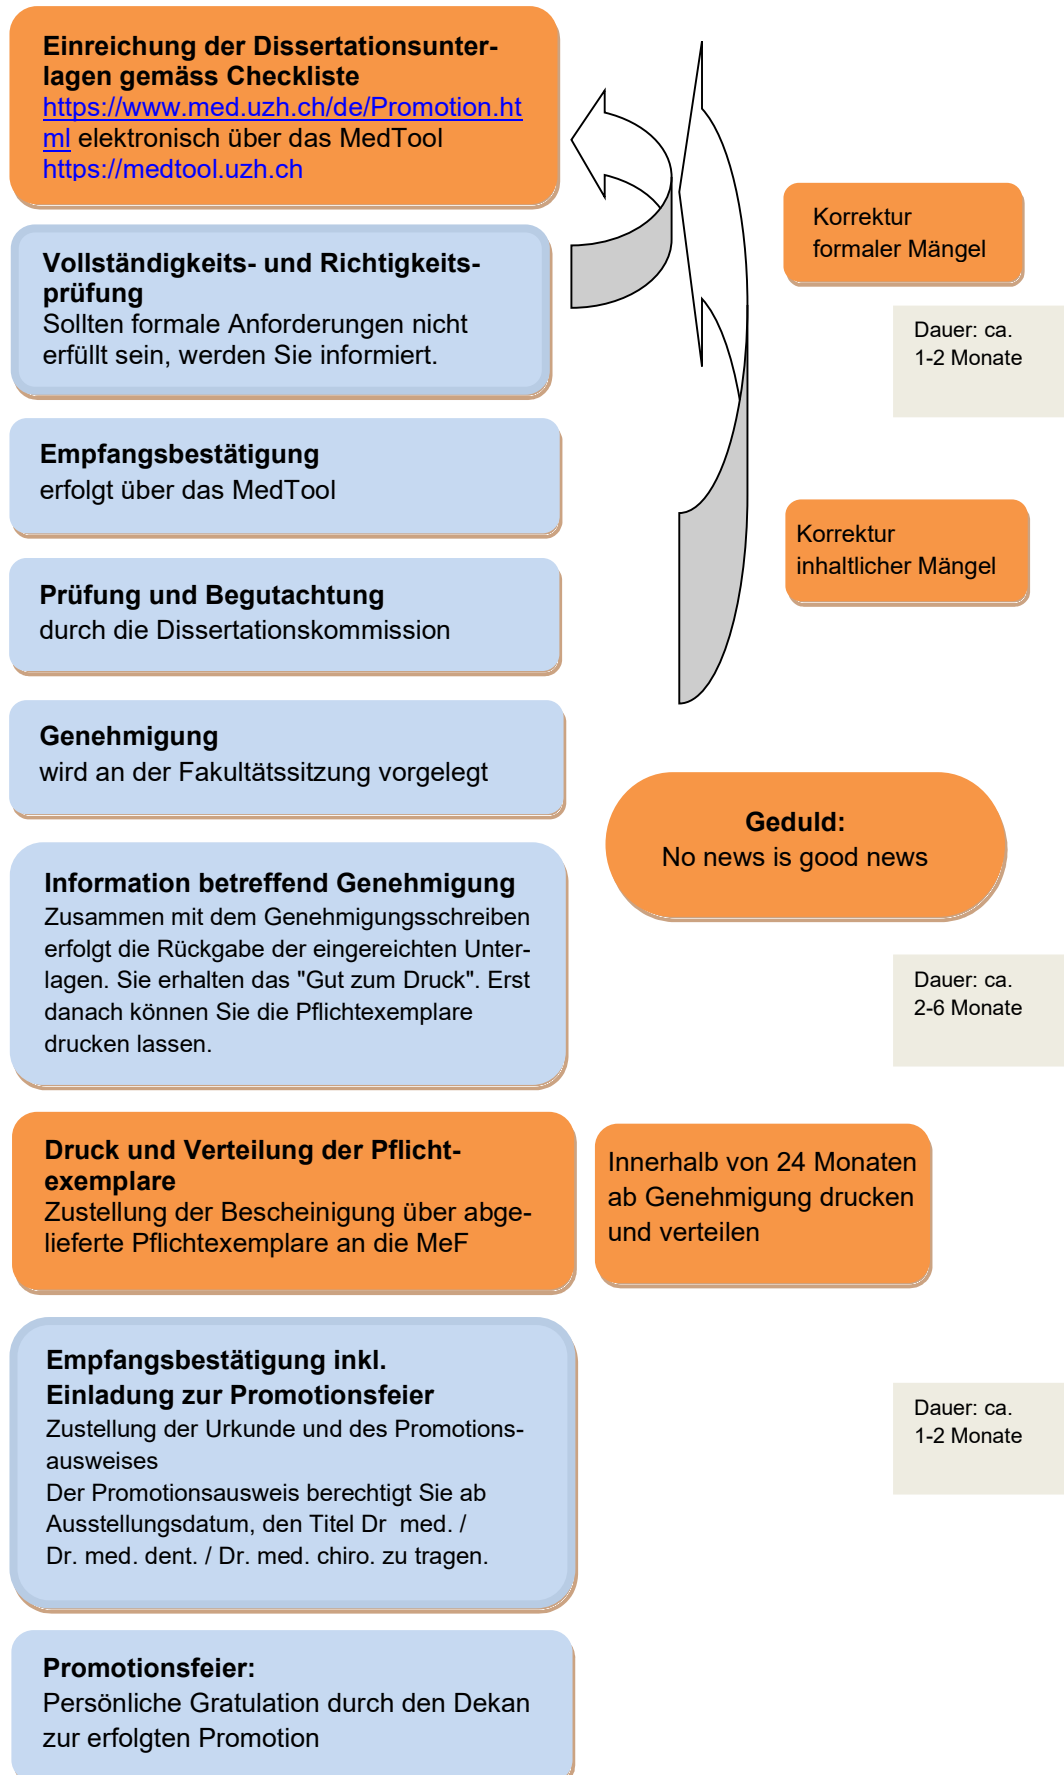 Einreichung der Dissertationsunter-
lagen gemäss Checkliste
https://www.med.uzh.ch/de/Promotion.ht
ml elektronisch über das MedTool
https://medtool.uzh.ch
Korrektur
formaler Mängel
Vollständigkeits- und Richtigkeits-
prüfung
Sollten formale Anforderungen nicht
erfüllt sein, werden Sie informiert.
Dauer: ca.
1-2 Monate
Empfangsbestätigung
erfolgt über das MedTool
Korrektur
inhaltlicher Mängel
Prüfung und Begutachtung
durch die Dissertationskommission
Genehmigung
wird an der Fakultätssitzung vorgelegt
Geduld:
No news is good news
Information betreffend Genehmigung
Zusammen mit dem Genehmigungsschreiben
erfolgt die Rückgabe der eingereichten Unter-
lagen. Sie erhalten das "Gut zum Druck". Erst
danach können Sie die Pflichtexemplare
drucken lassen.
Dauer: ca.
2-6 Monate
Druck und Verteilung der Pflicht-
exemplare
Zustellung der Bescheinigung über abge-
lieferte Pflichtexemplare an die MeF
Innerhalb von 24 Monaten
ab Genehmigung drucken
und verteilen
Empfangsbestätigung inkl.
Einladung zur Promotionsfeier
Zustellung der Urkunde und des Promotions-
ausweises
Der Promotionsausweis berechtigt Sie ab
Ausstellungsdatum, den Titel Dr  med. /
Dr. med. dent. / Dr. med. chiro. zu tragen.
Dauer: ca.
1-2 Monate
Promotionsfeier:
Persönliche Gratulation durch den Dekan
zur erfolgten Promotion